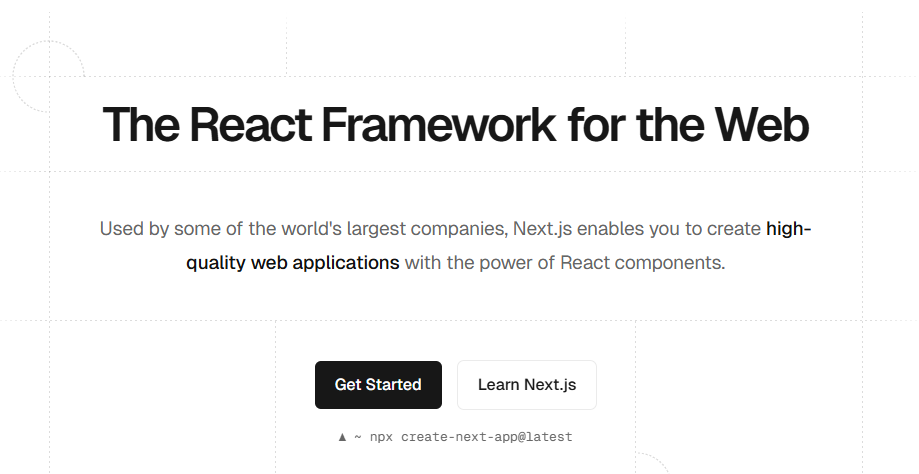 The React Framework for the Web
Used by some of the world's largest companies, Next.js enables you to create high-
quality web applications with the power of React components.
Get Started
Learn Next.js
▲ ~ npx create-next-app@latest